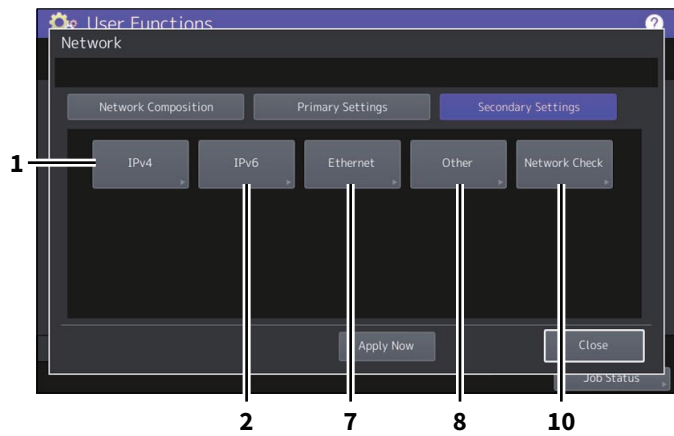 User Functions
?
Network
Network Composition Primary Settings Secondary Settings
1 IPv4 IPv6 Ethernet Other Network Check
Apply Now Close
Job Status
2 7 8 10